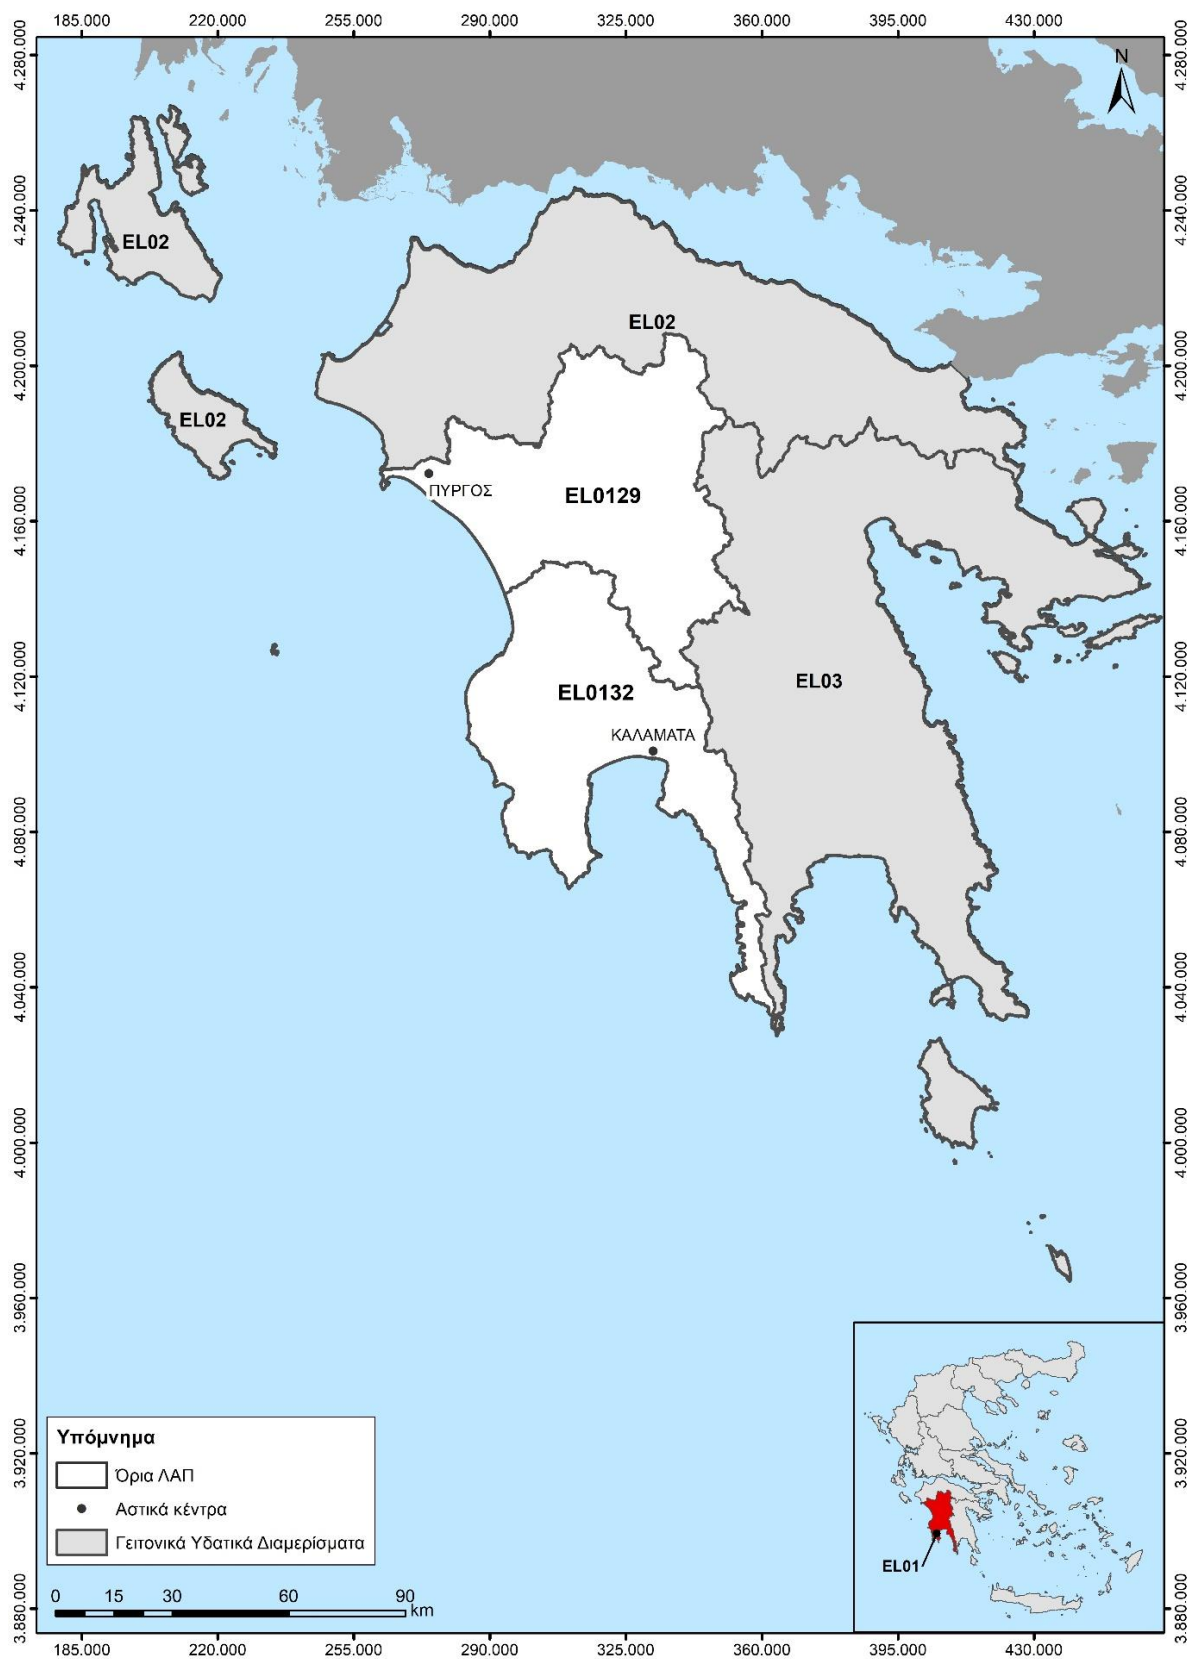 185.000 220.000 255.000 290.000 325.000 360.000 395.000 430.000
4.280.000 4.280.000
N
4.240.000 4.240.000
EL02
EL02
4.200.000 4.200.000
EL02
ΠΥΡΓΟΣ
EL0129
4.160.000 4.160.000
4.120.000 4.120.000
EL03
EL0132
ΚΑΛΑΜΑΤΑ
4.080.000 4.080.000
4.040.000 4.040.000
4.000.000 4.000.000
3.960.000 3.960.000
Υπόμνημα
Όρια ΛΑΠ
Αστικά κέντρα
Γειτονικά Υδατικά Διαμερίσματα
3.920.000 3.920.000
EL01
0 15 30 60 90
km
3.880.000 3.880.000
185.000 220.000 255.000 290.000 325.000 360.000 395.000 430.000